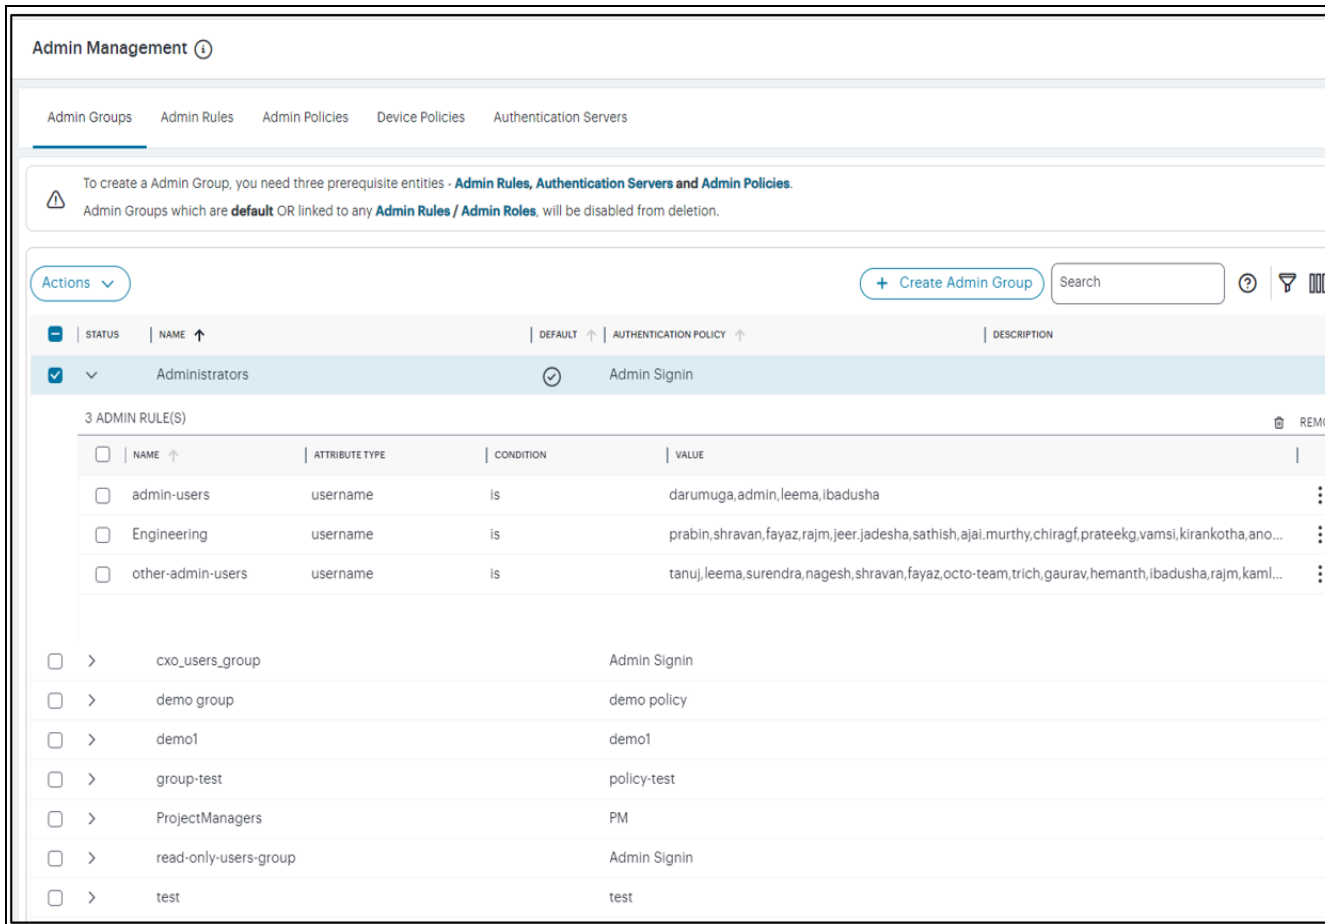 Admin Management
Admin Groups Admin Rules Admin Policies Device Policies Authentication Servers
To create a Admin Group, you need three prerequisite entities - Admin Rules, Authentication Servers and Admin Policies.
Admin Groups which are default OR linked to any Admin Rules / Admin Roles, will be disabled from deletion.
Actions + Create Admin Group Search
STATUS NAME DEFAULT AUTHENTICATION POLICY DESCRIPTION
Administrators Admin Signin
3 ADMIN RULE(S) REMO
NAME ATTRIBUTE TYPE CONDITION VALUE
admin-users username is darumuga,admin,leema,ibadusha
Engineering username is prabin,shravan,fayaz,rajm,jeer.jadesha,sathish,ajai.murthy,chiragf,prateekg,vamsi,kirankotha,ano...
other-admin-users username is tanuj,leema,surendra,nagesh,shravan,fayaz,octo-team,trich,gaurav,hemanth,ibadusha,rajm,kaml...
cxo_users_group Admin Signin
demo group demo policy
demo1 demo1
group-test policy-test
ProjectManagers PM
read-only-users-group Admin Signin
test test